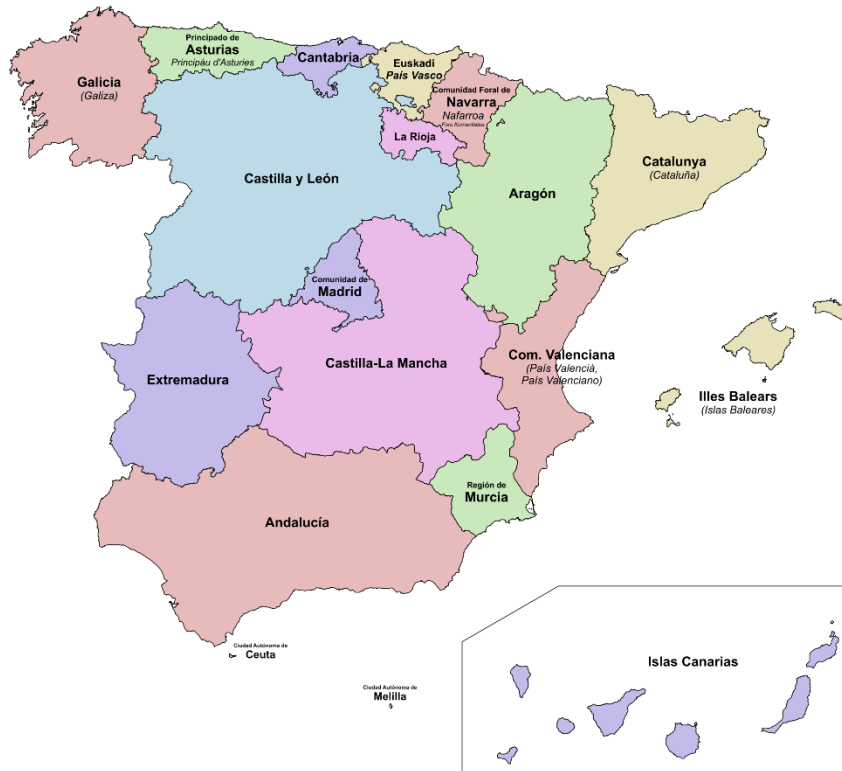 Principado de
Asturias
Principáu d'Asturies
Cantabria
Euskadi
País Vasco
Galicia
(Galiza)
Comunidad Foral de
Navarra
Nafarroa
La Rioja
Catalunya
(Cataluña)
Castilla y León
Aragón
Comunidad de
Madrid
Com. Valenciana
(País Valencià,
País Valenciano)
Castilla-La Mancha
Extremadura
Illes Balears
(Islas Baleares)
Región de
Murcia
Andalucía
Ciudad Autónoma de
Ceuta
Islas Canarias
Ciudad Autónoma de
Melilla